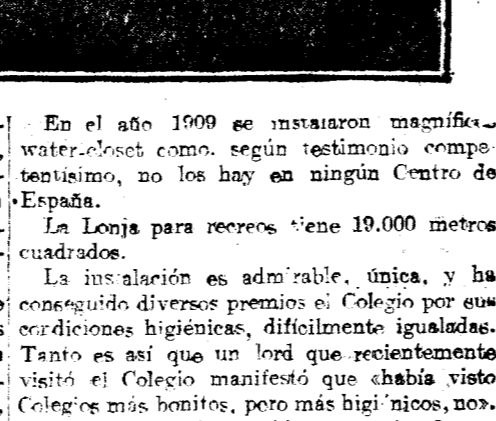 En el año 1909 se instalaron magníficos
water-closet como, según testimonio compe-
tentísimo, no los hay en ningún Centro de
España.
La Lonja para recreos tiene 19.000 metros
cuadrados.
La instalación es admirable, única, y ha
conseguido diversos premios el Colegio por sus
condiciones higiénicas, difícilmente igualadas.
Tanto es así que un lord que recientemente
visitó el Colegio manifestó que «había visto
Colegios más bonitos, pero más higiénicos, no».